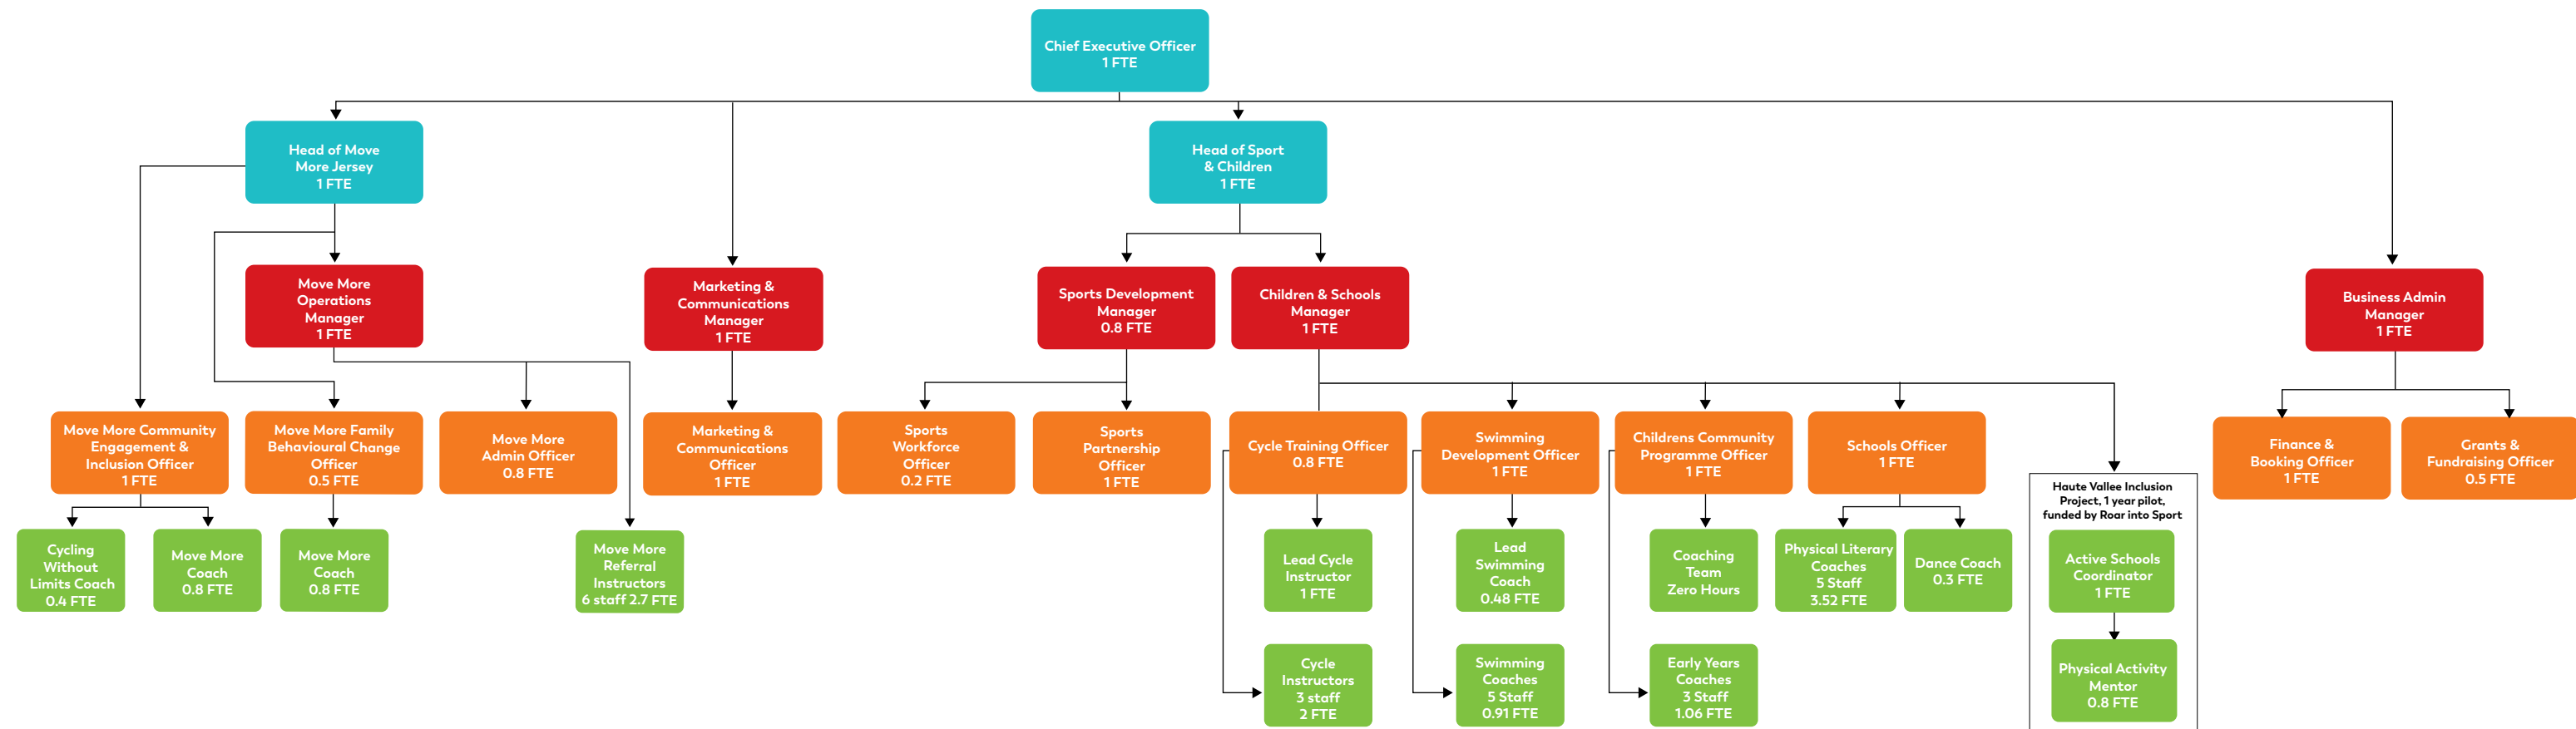 Chief Executive Officer
1 FTE
Head of Move
More Jersey
1 FTE
Head of Sport
& Children
1 FTE
Move More
Operations
Manager
1 FTE
Marketing &
Communications
Manager
1 FTE
Sports Development
Manager
0.8 FTE
Children & Schools
Manager
1 FTE
Business Admin
Manager
1 FTE
Move More Community
Engagement &
Inclusion Officer
1 FTE
Move More Family
Behavioural Change
Officer
0.5 FTE
Move More
Admin Officer
0.8 FTE
Marketing &
Communications
Officer
1 FTE
Sports
Workforce
Officer
0.2 FTE
Sports
Partnership
Officer
1 FTE
Cycle Training Officer
0.8 FTE
Swimming
Development Officer
1 FTE
Childrens Community
Programme Officer
1 FTE
Schools Officer
1 FTE
Finance &
Booking Officer
1 FTE
Grants &
Fundraising Officer
0.5 FTE
Cycling
Without
Limits Coach
0.4 FTE
Move More
Coach
0.8 FTE
Move More
Coach
0.8 FTE
Move More
Referral
Instructors
6 staff 2.7 FTE
Lead Cycle
Instructor
1 FTE
Lead
Swimming
Coach
0.48 FTE
Coaching
Team
Zero Hours
Physical Literary
Coaches
5 Staff
3.52 FTE
Dance Coach
0.3 FTE
Haute Vallee Inclusion
Project, 1 year pilot,
funded by Roar into Sport
Active Schools
Coordinator
1 FTE
Cycle
Instructors
3 staff
2 FTE
Swimming
Coaches
5 Staff
0.91 FTE
Early Years
Coaches
3 Staff
1.06 FTE
Physical Activity
Mentor
0.8 FTE